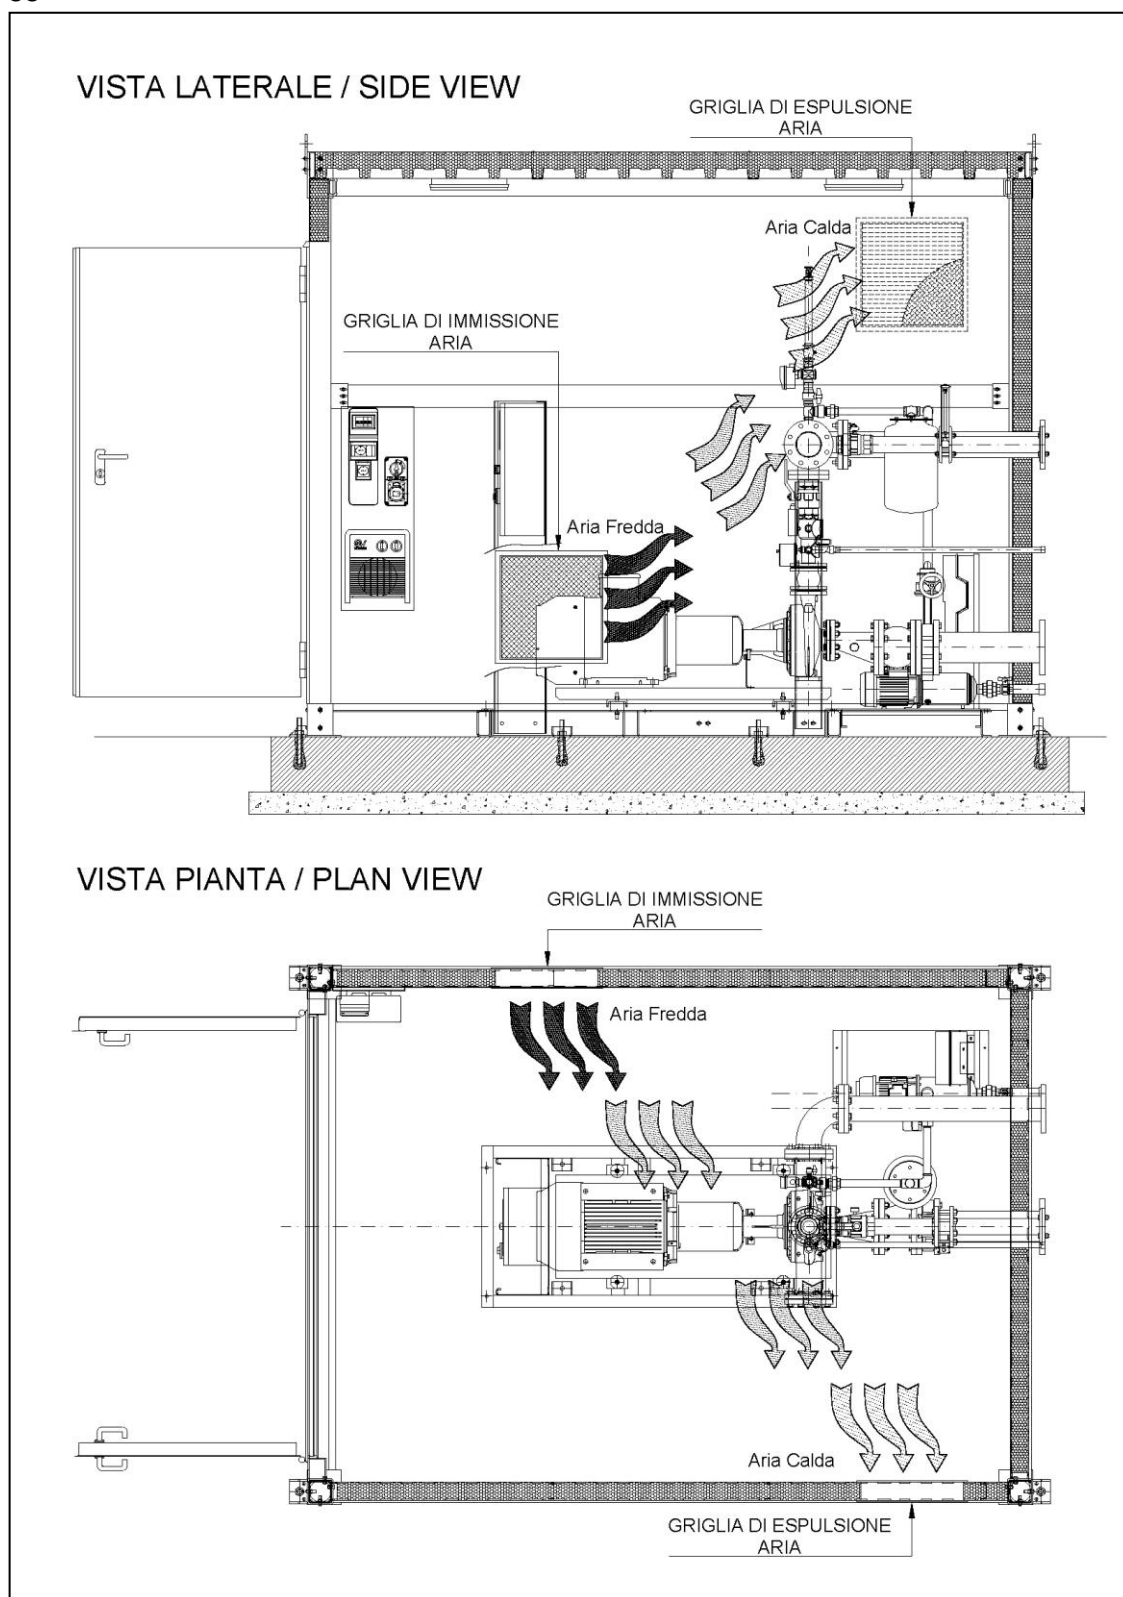 VISTA LATERALE / SIDE VIEW
GRIGLIA DI ESPULSIONE
ARIA
Aria Calda
GRIGLIA DI IMMISSIONE
ARIA
Aria Fredda
VISTA PIANTA / PLAN VIEW
GRIGLIA DI IMMISSIONE
ARIA
Aria Fredda
Aria Calda
GRIGLIA DI ESPULSIONE
ARIA